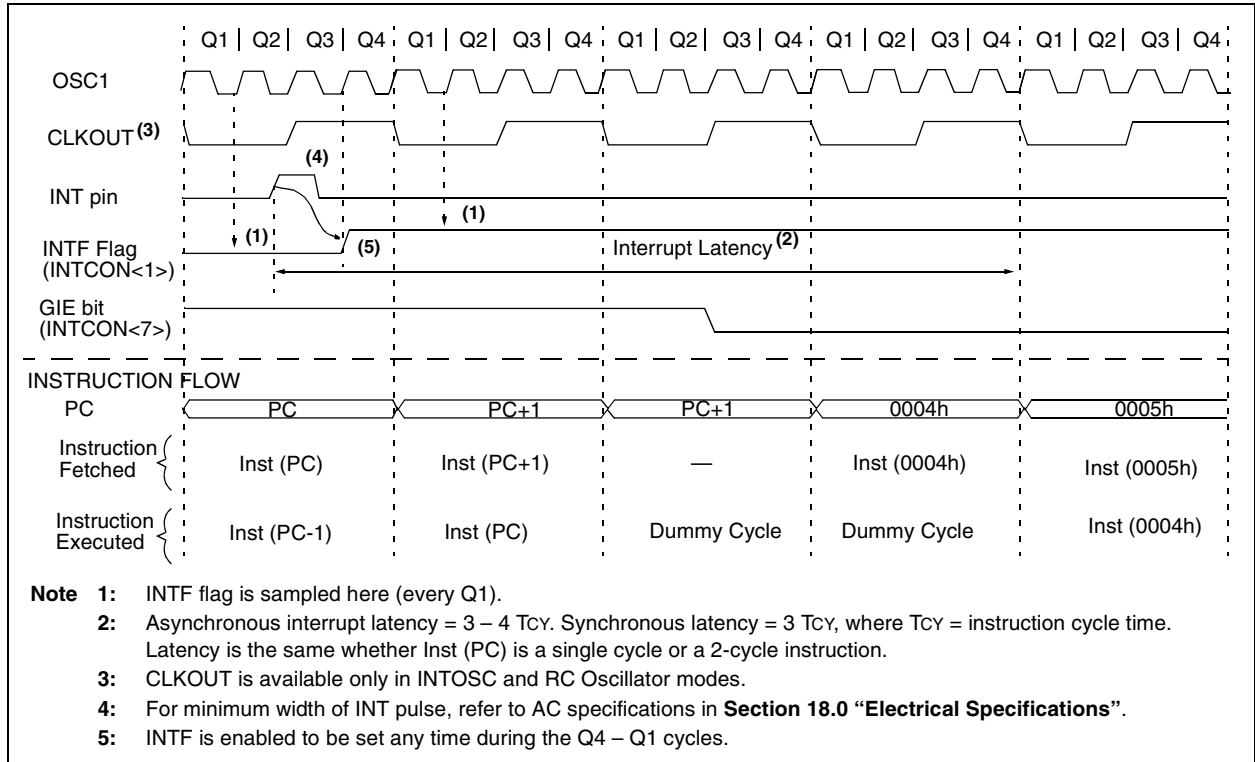 Q1 | Q2 | Q3 | Q4 Q1 | Q2 | Q3 | Q4 Q1 | Q2 | Q3 | Q4 Q1 | Q2 | Q3 | Q4 Q1 | Q2 | Q3 | Q4
OSC1
CLKOUT (3)
(4)
INT pin
(1)
(1)
(5)
INTF Flag
(INTCON<1>)
Interrupt Latency (2)
GIE bit
(INTCON<7>)
INSTRUCTION FLOW
PC PC PC+1 PC+1 0004h 0005h
Instruction
Fetched
Inst (PC) Inst (PC+1) — Inst (0004h) Inst (0005h)
Instruction
Executed
Inst (PC-1) Inst (PC) Dummy Cycle Dummy Cycle Inst (0004h)
Note 1: INTF flag is sampled here (every Q1).
2: Asynchronous interrupt latency = 3 – 4 TCY. Synchronous latency = 3 TCY, where TCY = instruction cycle time.
Latency is the same whether Inst (PC) is a single cycle or a 2-cycle instruction.
3: CLKOUT is available only in INTOSC and RC Oscillator modes.
4: For minimum width of INT pulse, refer to AC specifications in Section 18.0 “Electrical Specifications”.
5: INTF is enabled to be set any time during the Q4 – Q1 cycles.